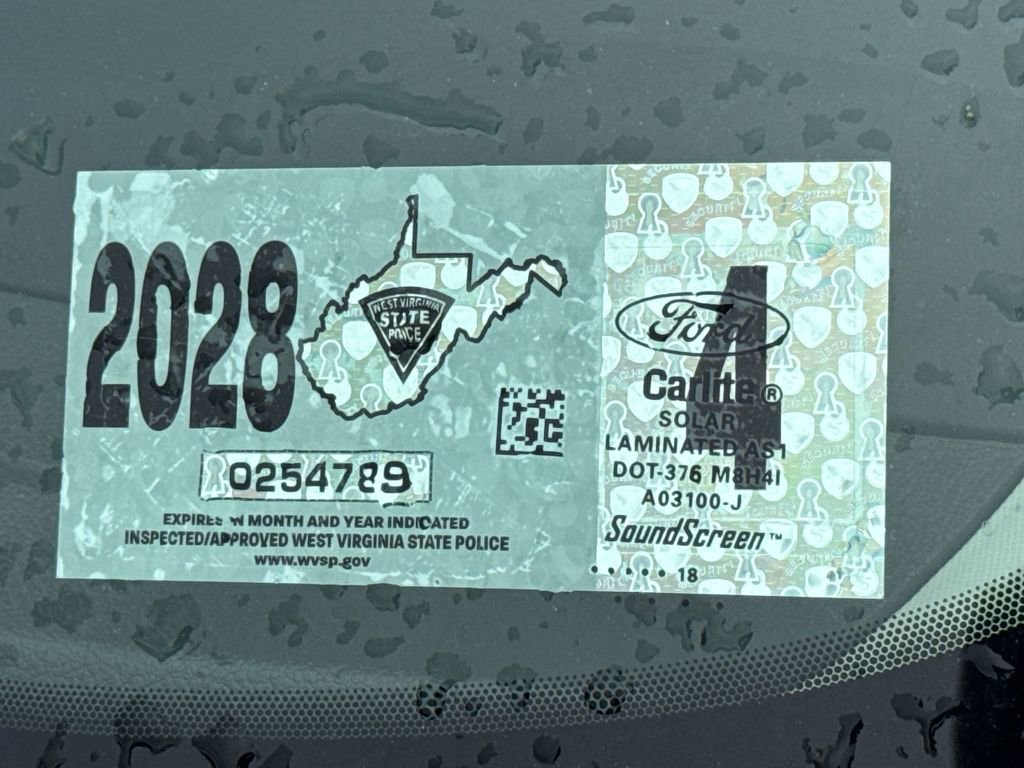 2028
WEST VIRGINIA
STATE
POLICE
0254789
EXPIRES IN MONTH AND YEAR INDICATED
INSPECTED/APPROVED WEST VIRGINIA STATE POLICE
www.wvsp.gov
1
Ford
Carlite®
SOLAR
LAMINATED AS1
DOT-376 M8H4I
A03100-J
SoundScreen™
..... 18